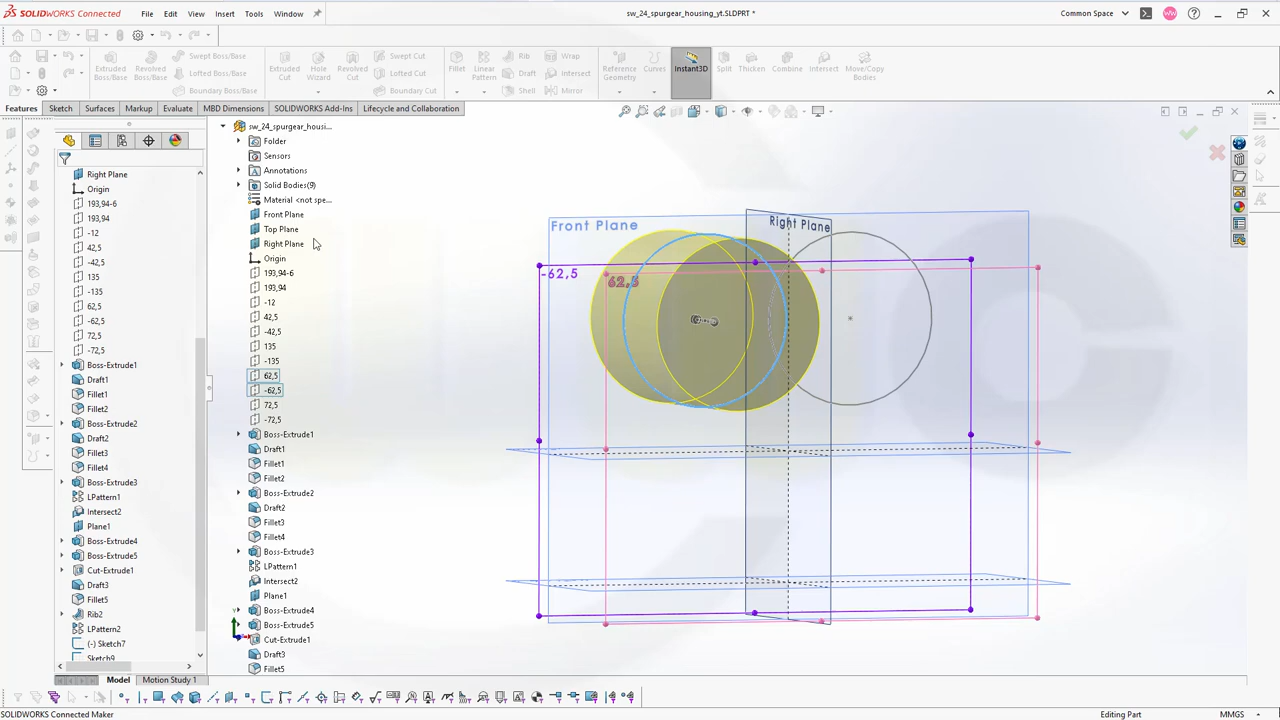 SOLIDWORKS Connected
File
Edit
View
Insert
Tools
Window
sw_24_spurgear_housing_yt.SLDPRT *
Common Space
WW
Extruded Boss/Base
Revolved Boss/Base
Swept Boss/Base
Lofted Boss/Base
Boundary Boss/Base
Extruded Cut
Hole Wizard
Revolved Cut
Swept Cut
Lofted Cut
Boundary Cut
Fillet
Linear Pattern
Rib
Draft
Shell
Wrap
Intersect
Mirror
Reference Geometry
Curves
Instant3D
Split
Thicken
Combine
Intersect
Move/Copy Bodies
Features
Sketch
Surfaces
Markup
Evaluate
MBD Dimensions
SOLIDWORKS Add-Ins
Lifecycle and Collaboration
Right Plane
Origin
193,94-6
193,94
-12
42,5
-42,5
135
-135
62,5
-62,5
72,5
-72,5
Boss-Extrude1
Draft1
Fillet1
Fillet2
Boss-Extrude2
Draft2
Fillet3
Fillet4
Boss-Extrude3
LPattern1
Intersect2
Plane1
Boss-Extrude4
Boss-Extrude5
Cut-Extrude1
Draft3
Fillet5
Rib2
LPattern2
(-) Sketch7
Sketch9
sw_24_spurgear_housi...
Folder
Sensors
Annotations
Solid Bodies(9)
Material <not spe...
Front Plane
Top Plane
Right Plane
Origin
193,94-6
193,94
-12
42,5
-42,5
135
-135
62,5
-62,5
72,5
-72,5
Boss-Extrude1
Draft1
Fillet1
Fillet2
Boss-Extrude2
Draft2
Fillet3
Fillet4
Boss-Extrude3
LPattern1
Intersect2
Plane1
Boss-Extrude4
Boss-Extrude5
Cut-Extrude1
Draft3
Fillet5
Front Plane
Right Plane
-62,5
62,5
Model
Motion Study 1
SOLIDWORKS Connected Maker
Editing Part
MMGS